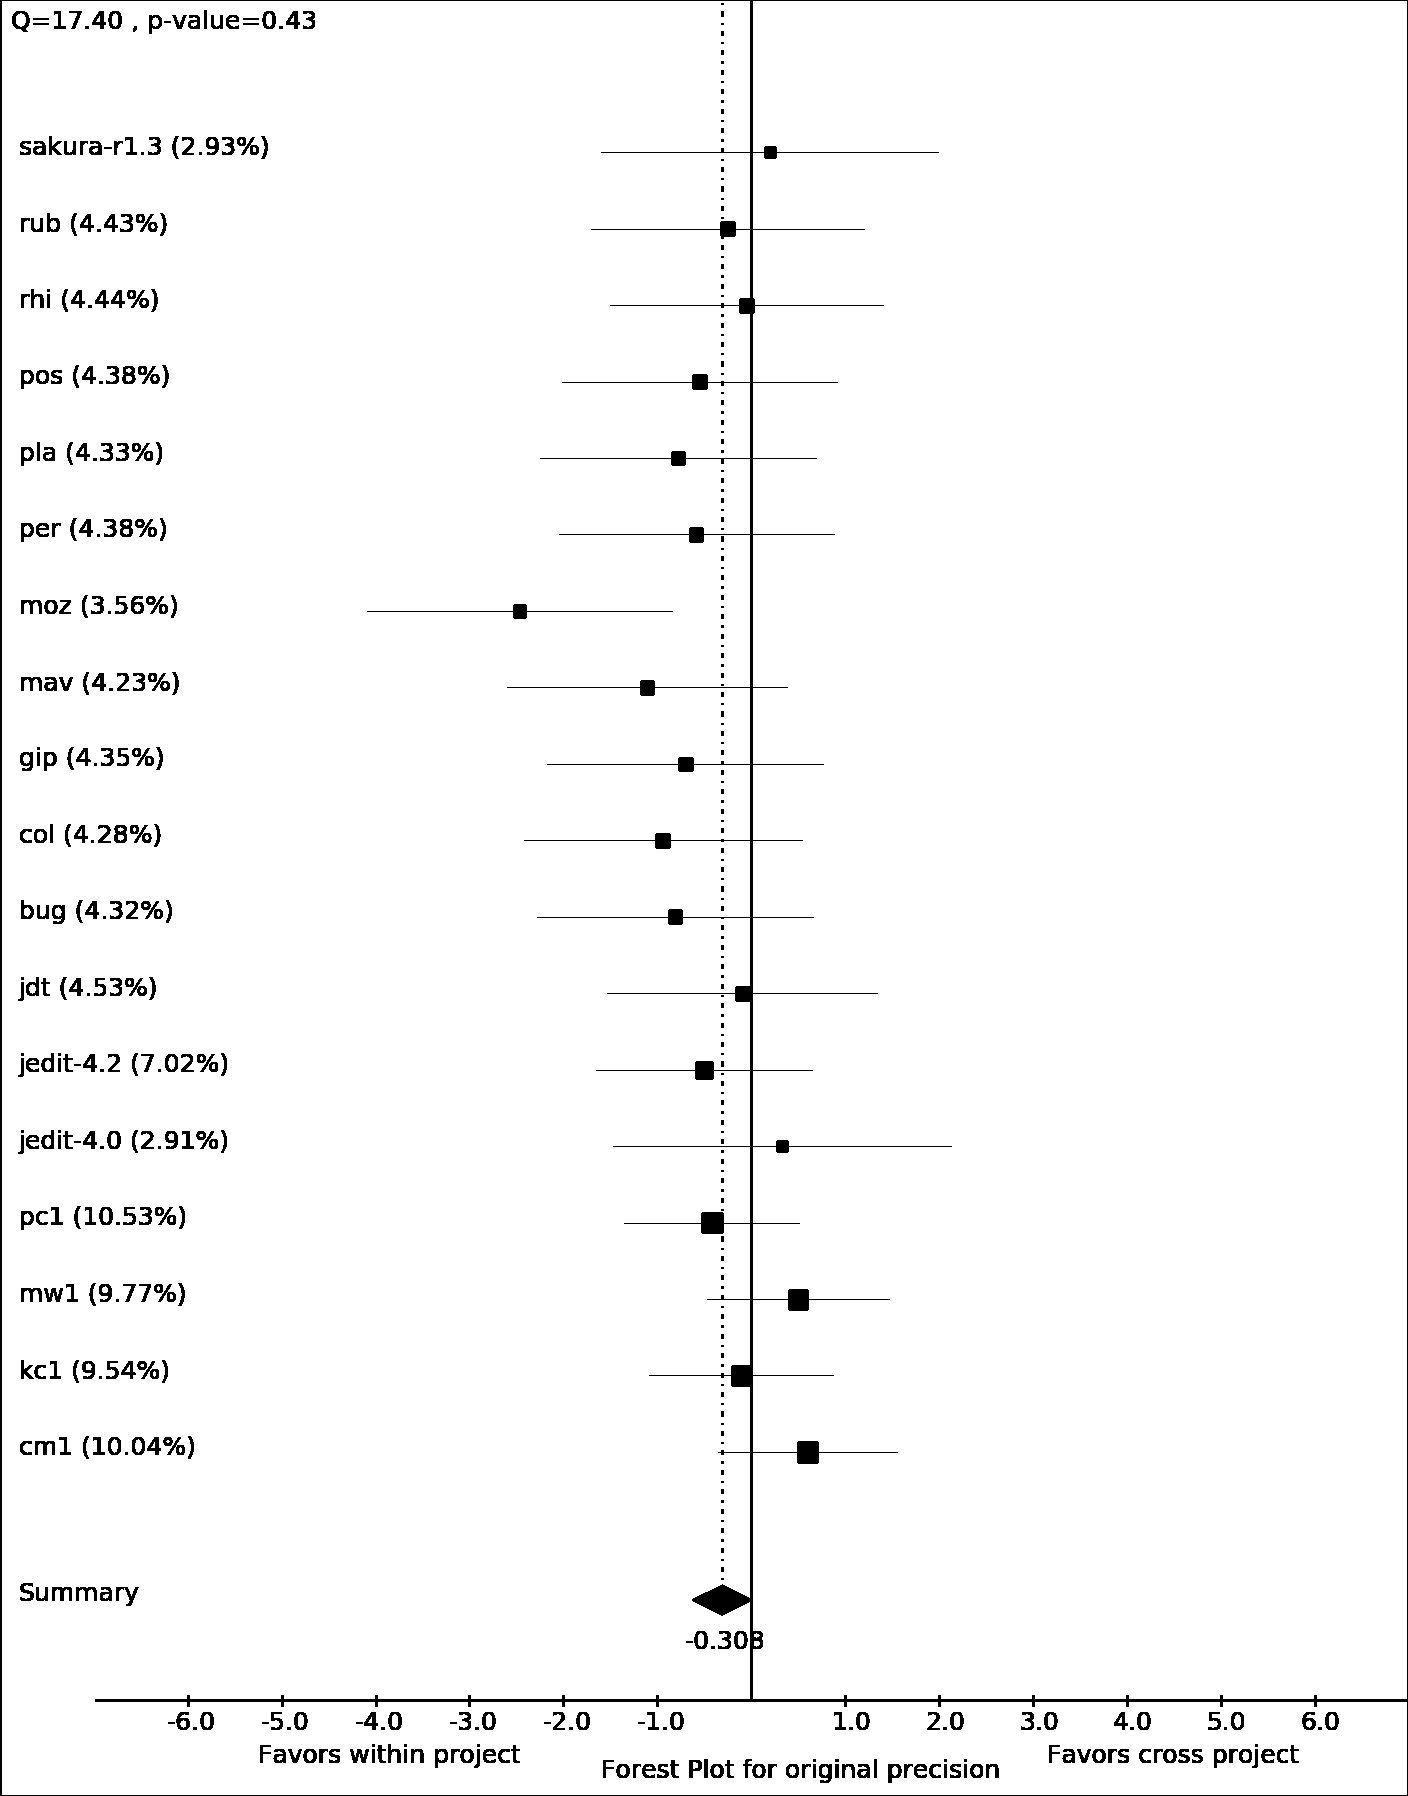 Q=17.40 , p-value=0.43
sakura-r1.3 (2.93%)
rub (4.43%)
rhi (4.44%)
pos (4.38%)
pla (4.33%)
per (4.38%)
moz (3.56%)
mav (4.23%)
gip (4.35%)
col (4.28%)
bug (4.32%)
jdt (4.53%)
jedit-4.2 (7.02%)
jedit-4.0 (2.91%)
pc1 (10.53%)
mw1 (9.77%)
kc1 (9.54%)
cm1 (10.04%)
Summary
-0.308
-6.0 -5.0 -4.0 -3.0 -2.0 -1.0 1.0 2.0 3.0 4.0 5.0 6.0
Favors within project Favors cross project
Forest Plot for original precision